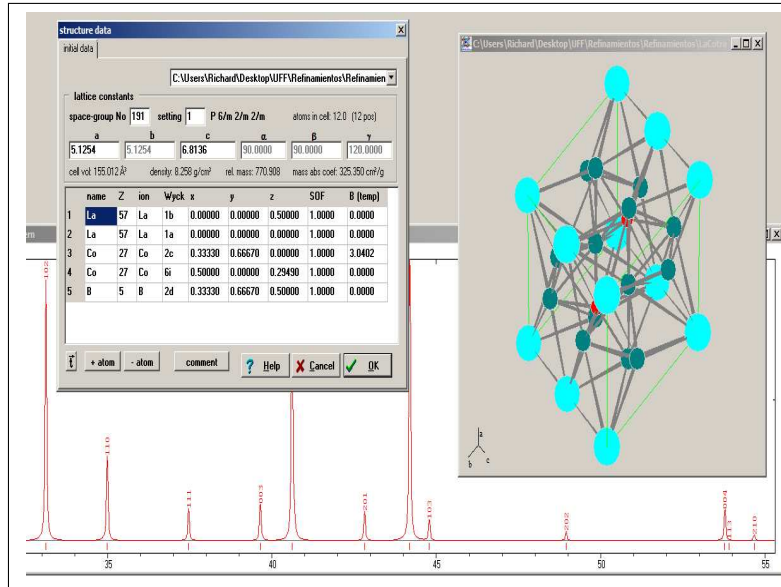 structure data
initial data
C:\Users\Richard\Desktop\UFF\Refinamientos\Refinamien
lattice constants
space-group No 191 setting 1 P 6/m 2/m 2/m atoms in cell: 12.0 (12 pos)
a b c α β γ
5.1254 5.1254 6.8136 90.0000 90.0000 120.0000
cell vol: 155.012 Å³ density: 8.258 g/cm³ rel. mass: 770.908 mass abs coef: 325.350 cm²/g
name Z ion Wyck x y z SOF B (temp)
1 La 57 La 1b 0.00000 0.00000 0.50000 1.0000 0.0000
2 La 57 La 1a 0.00000 0.00000 0.00000 1.0000 0.0000
3 Co 27 Co 2c 0.33330 0.66670 0.00000 1.0000 3.0402
4 Co 27 Co 6i 0.50000 0.00000 0.29490 1.0000 0.0000
5 B 5 B 2d 0.33330 0.66670 0.50000 1.0000 0.0000
t + atom - atom comment ? Help Cancel OK
C:\Users\Richard\Desktop\UFF\Refinamientos\Refinamientos\
a
b c
102
110
111
003
201
103
202
004
113
210
35 40 45 50 55